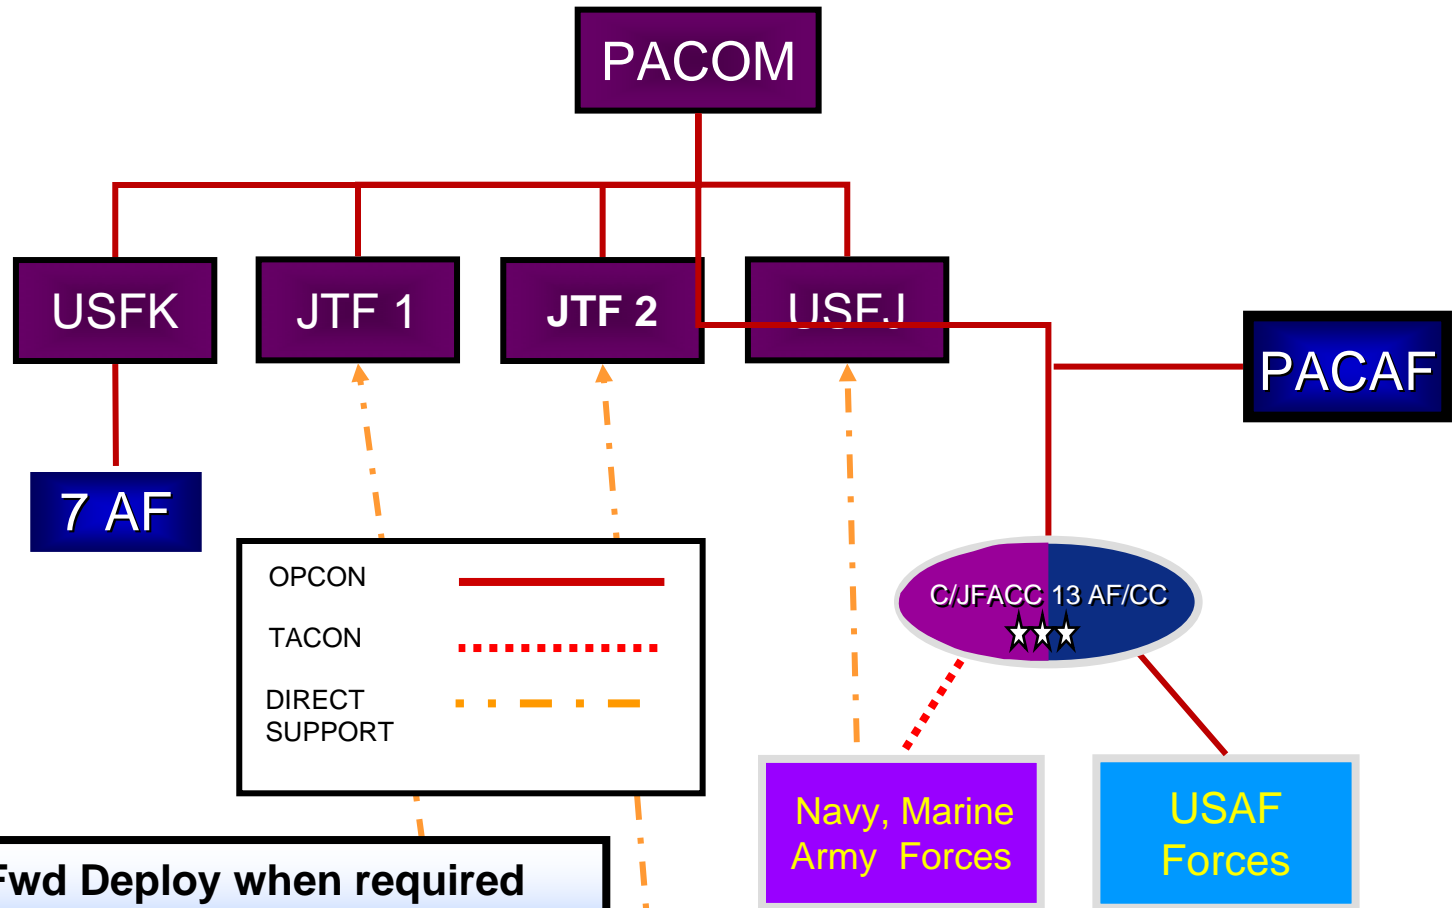 PACOM
USFK
JTF 1
JTF 2
USFJ
PACAF
7 AF
OPCON
TACON
DIRECT
SUPPORT
C/JFACC 13 AF/CC
Navy, Marine
Army Forces
USAF
Forces
Fwd Deploy when required